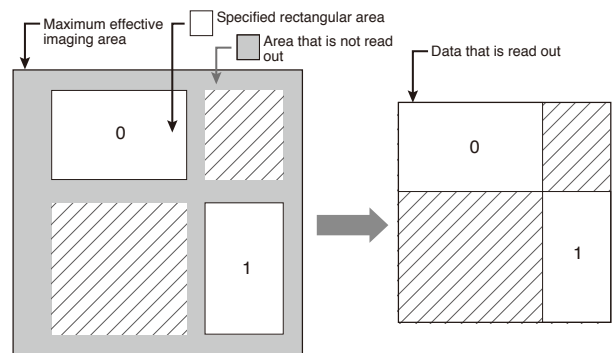 Maximum effective
imaging area
Specified rectangular area
Area that is not read
out
Data that is read out
0
1
0
1